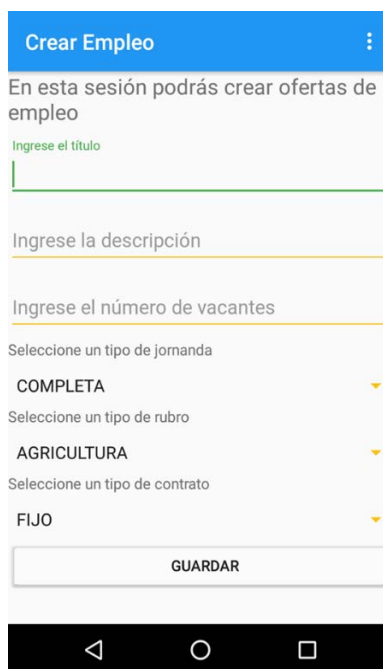 Crear Empleo
En esta sesión podrás crear ofertas de
empleo
Ingrese el título
Ingrese la descripción
Ingrese el número de vacantes
Seleccione un tipo de jornanda
COMPLETA
Seleccione un tipo de rubro
AGRICULTURA
Seleccione un tipo de contrato
FIJO
GUARDAR